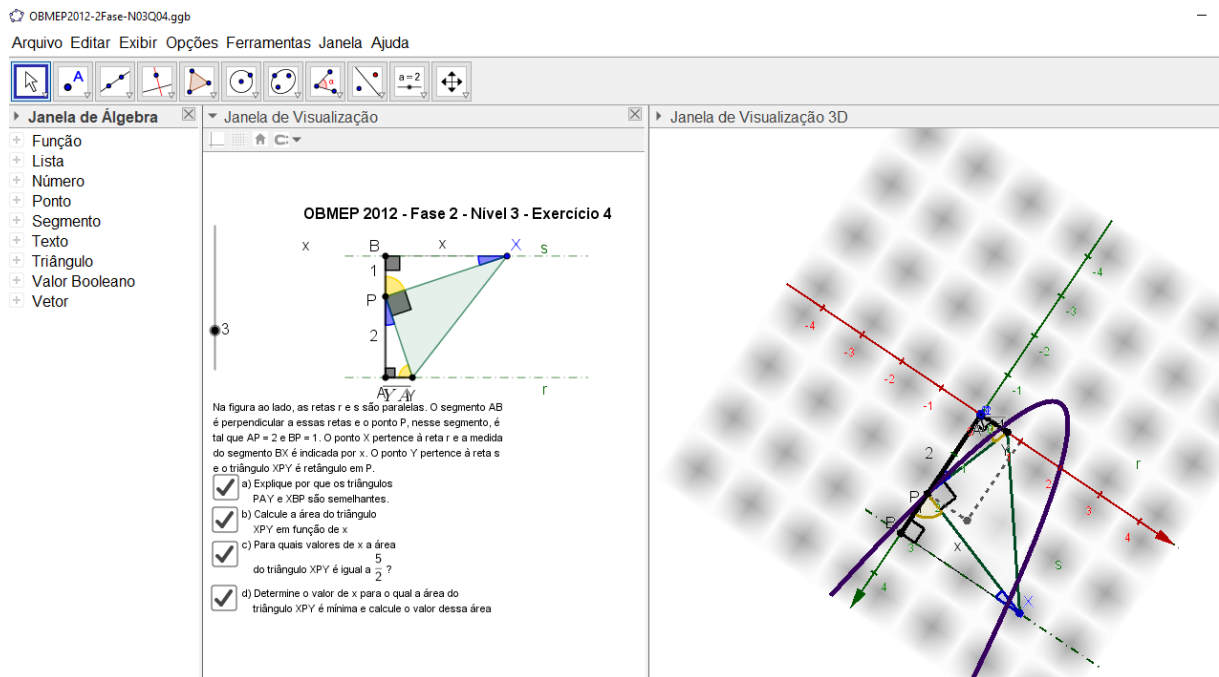 OBMEP2012-2Fase-N03Q04.ggb
Arquivo Editar Exibir Opções Ferramentas Janela Ajuda
A
α
a=2
Janela de Álgebra
Função
Lista
Número
Ponto
Segmento
Texto
Triângulo
Valor Booleano
Vetor
Janela de Visualização
OBMEP 2012 - Fase 2 - Nível 3 - Exercício 4
x
B
x
X
s
1
P
2
3
A
Y A
Y
r
Na figura ao lado, as retas r e s são paralelas. O segmento AB
é perpendicular a essas retas e o ponto P, nesse segmento, é
tal que AP = 2 e BP = 1. O ponto X pertence à reta r e a medida
do segmento BX é indicada por x. O ponto Y pertence à reta s
e o triângulo XPY é retângulo em P.
a) Explique por que os triângulos
PAY e XBP são semelhantes.
b) Calcule a área do triângulo
XPY em função de x
c) Para quais valores de x a área
do triângulo XPY é igual a 5/2 ?
d) Determine o valor de x para o qual a área do
triângulo XPY é mínima e calcule o valor dessa área
Janela de Visualização 3D
-4
-3
-2
-1
-4
-3
-2
-1
2
3
4
r
2
1
Y
P
B
3
4
x
s
X